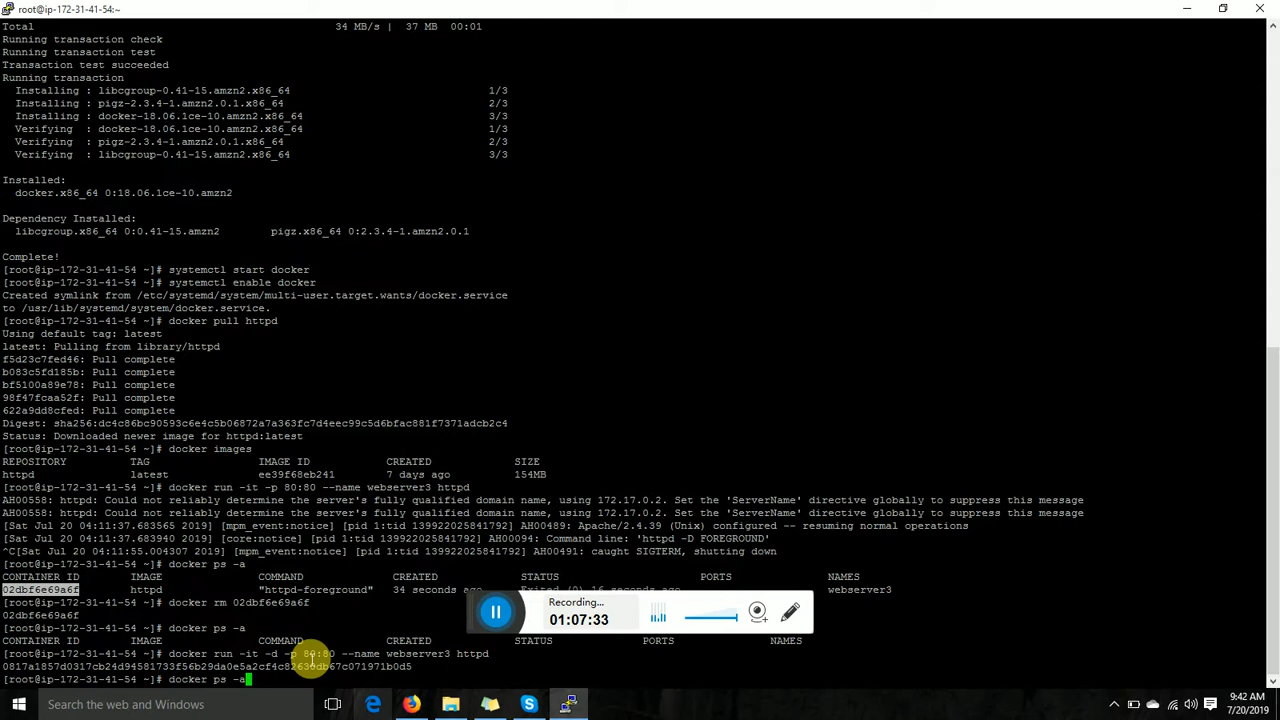 root@ip-172-31-41-54:~
Total 34 MB/s | 37 MB 00:01
Running transaction check
Running transaction test
Transaction test succeeded
Running transaction
Installing : libcgroup-0.41-15.amzn2.x86_64 1/3
Installing : pigz-2.3.4-1.amzn2.0.1.x86_64 2/3
Installing : docker-18.06.1ce-10.amzn2.x86_64 3/3
Verifying : docker-18.06.1ce-10.amzn2.x86_64 1/3
Verifying : pigz-2.3.4-1.amzn2.0.1.x86_64 2/3
Verifying : libcgroup-0.41-15.amzn2.x86_64 3/3
Installed:
docker.x86_64 0:18.06.1ce-10.amzn2
Dependency Installed:
libcgroup.x86_64 0:0.41-15.amzn2 pigz.x86_64 0:2.3.4-1.amzn2.0.1
Complete!
[root@ip-172-31-41-54 ~]# systemctl start docker
[root@ip-172-31-41-54 ~]# systemctl enable docker
Created symlink from /etc/systemd/system/multi-user.target.wants/docker.service
to /usr/lib/systemd/system/docker.service.
[root@ip-172-31-41-54 ~]# docker pull httpd
Using default tag: latest
latest: Pulling from library/httpd
f5d23c7fed46: Pull complete
b083c5fd185b: Pull complete
bf5100a89e78: Pull complete
98f47fcaa52f: Pull complete
622a9dd8cfed: Pull complete
Digest: sha256:dc4c86bc90593c6e4c5b06872a7a363fc7d4eec99c5d6bfac881f7371adcb2c4
Status: Downloaded newer image for httpd:latest
[root@ip-172-31-41-54 ~]# docker images
REPOSITORY TAG IMAGE ID CREATED SIZE
httpd latest ee39f68eb241 7 days ago 154MB
[root@ip-172-31-41-54 ~]# docker run -it -p 80:80 --name webserver3 httpd
AH00558: httpd: Could not reliably determine the server's fully qualified domain name, using 172.17.0.2. Set the 'ServerName' directive globally to suppress this message
AH00558: httpd: Could not reliably determine the server's fully qualified domain name, using 172.17.0.2. Set the 'ServerName' directive globally to suppress this message
[Sat Jul 20 04:11:37.683565 2019] [mpm_event:notice] [pid 1:tid 139922025841792] AH00489: Apache/2.4.39 (Unix) configured -- resuming normal operations
[Sat Jul 20 04:11:37.683940 2019] [core:notice] [pid 1:tid 139922025841792] AH00094: Command line: 'httpd -D FOREGROUND'
^C[Sat Jul 20 04:11:55.004307 2019] [mpm_event:notice] [pid 1:tid 139922025841792] AH00491: caught SIGTERM, shutting down
[root@ip-172-31-41-54 ~]# docker ps -a
CONTAINER ID IMAGE COMMAND CREATED STATUS PORTS NAMES
02dbf6e69a6f httpd "httpd-foreground" 34 seconds ago Exited (0) 16 seconds ago webserver3
[root@ip-172-31-41-54 ~]# docker rm 02dbf6e69a6f
02dbf6e69a6f
[root@ip-172-31-41-54 ~]# docker ps -a
CONTAINER ID IMAGE COMMAND CREATED STATUS PORTS NAMES
[root@ip-172-31-41-54 ~]# docker run -it -d -p 80:80 --name webserver3 httpd
[root@ip-172-31-41-54 ~]# docker ps -a
Recording...
01:07:33
Search the web and Windows
9:42 AM
7/20/2019